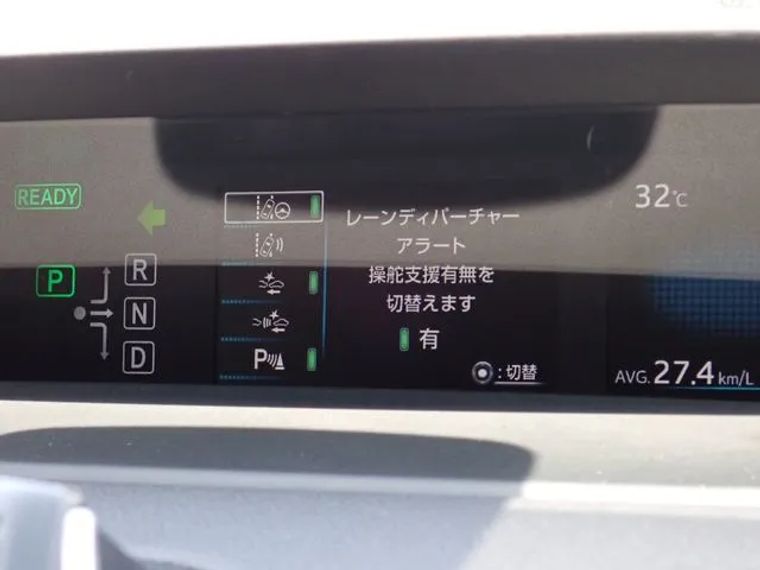 READY
32℃
レーンディパーチャー
アラート
操舵支援有無を
切替えます
有
P
R
N
D
P
:切替
AVG. 27.4 km/L